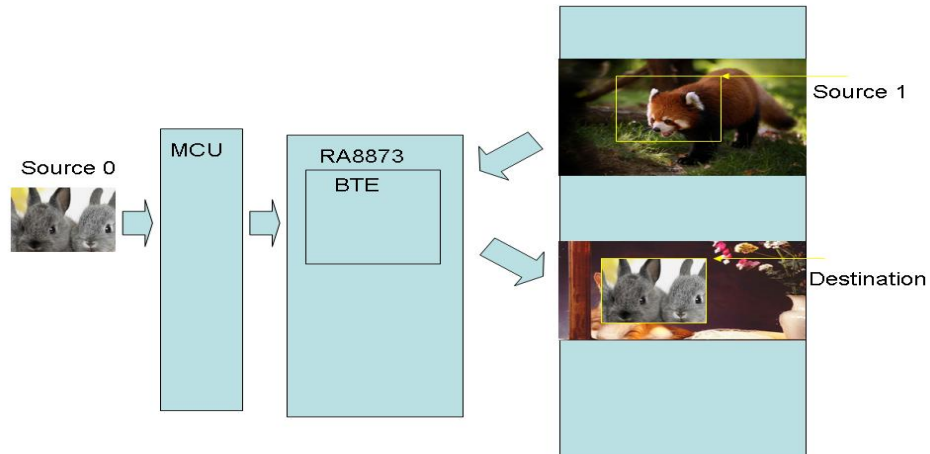 Source 0
MCU
RA8873
BTE
Source 1
Destination